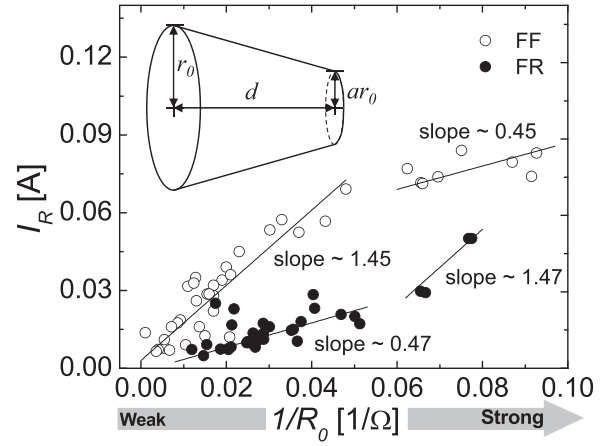 0.12
0.09
0.06
0.03
0.00
I_R [A]
r_0
d
ar_0
FF
FR
slope ~ 0.45
slope ~ 1.45
slope ~ 1.47
slope ~ 0.47
0.00 0.02 0.04 0.06 0.08 0.10
Weak 1/R_0 [1/Ω] Strong